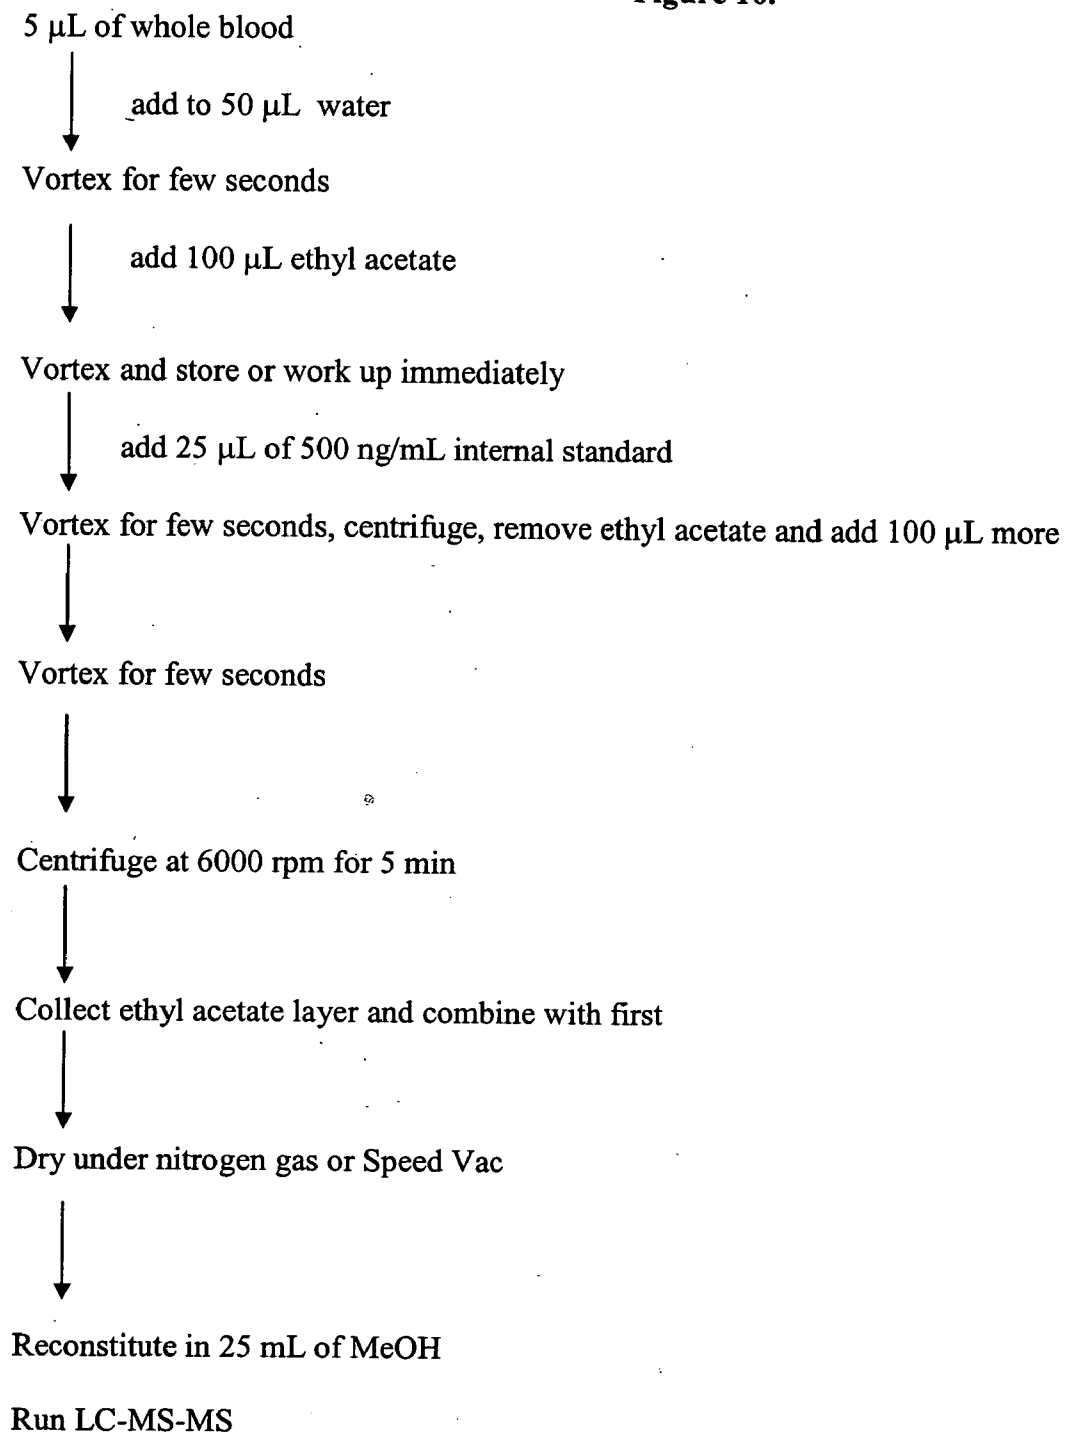 Figure 10.
5 μL of whole blood
add to 50 μL water
Vortex for few seconds
add 100 μL ethyl acetate
Vortex and store or work up immediately
add 25 μL of 500 ng/mL internal standard
Vortex for few seconds, centrifuge, remove ethyl acetate and add 100 μL more
Vortex for few seconds
Centrifuge at 6000 rpm for 5 min
Collect ethyl acetate layer and combine with first
Dry under nitrogen gas or Speed Vac
Reconstitute in 25 mL of MeOH
Run LC-MS-MS